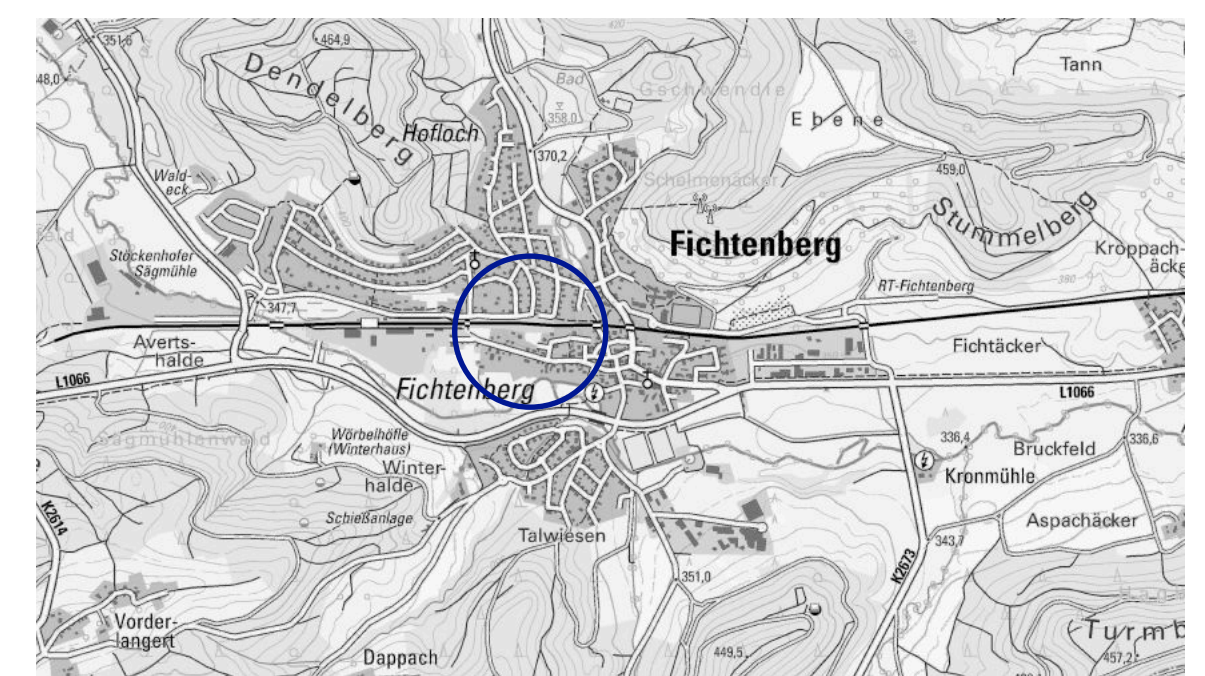 351,6
464,9
Dendelberg
Bad
Gschwendle
Tann
48,0
358,0
Ebene
Hofloch
370,2
Wald-
eck
Schelmenäcker
459,0
Stummelberg
Fichtenberg
Kroppach-
äcke
Stöckenhofer
Sägmühle
RT-Fichtenberg
380
347,7
Averts-
halde
Fichtäcker
L1066
Fichtenberg
L1066
Sägmühlenwald
Wörbelhöfle
(Winterhaus)
336,4
Bruckfeld
336,6
Winter-
halde
Kronmühle
K2614
Schießanlage
Talwiesen
Aspachäcker
343,7
K2673
351,0
Vorder-
langert
Dappach
449,5
Turmb
457,2